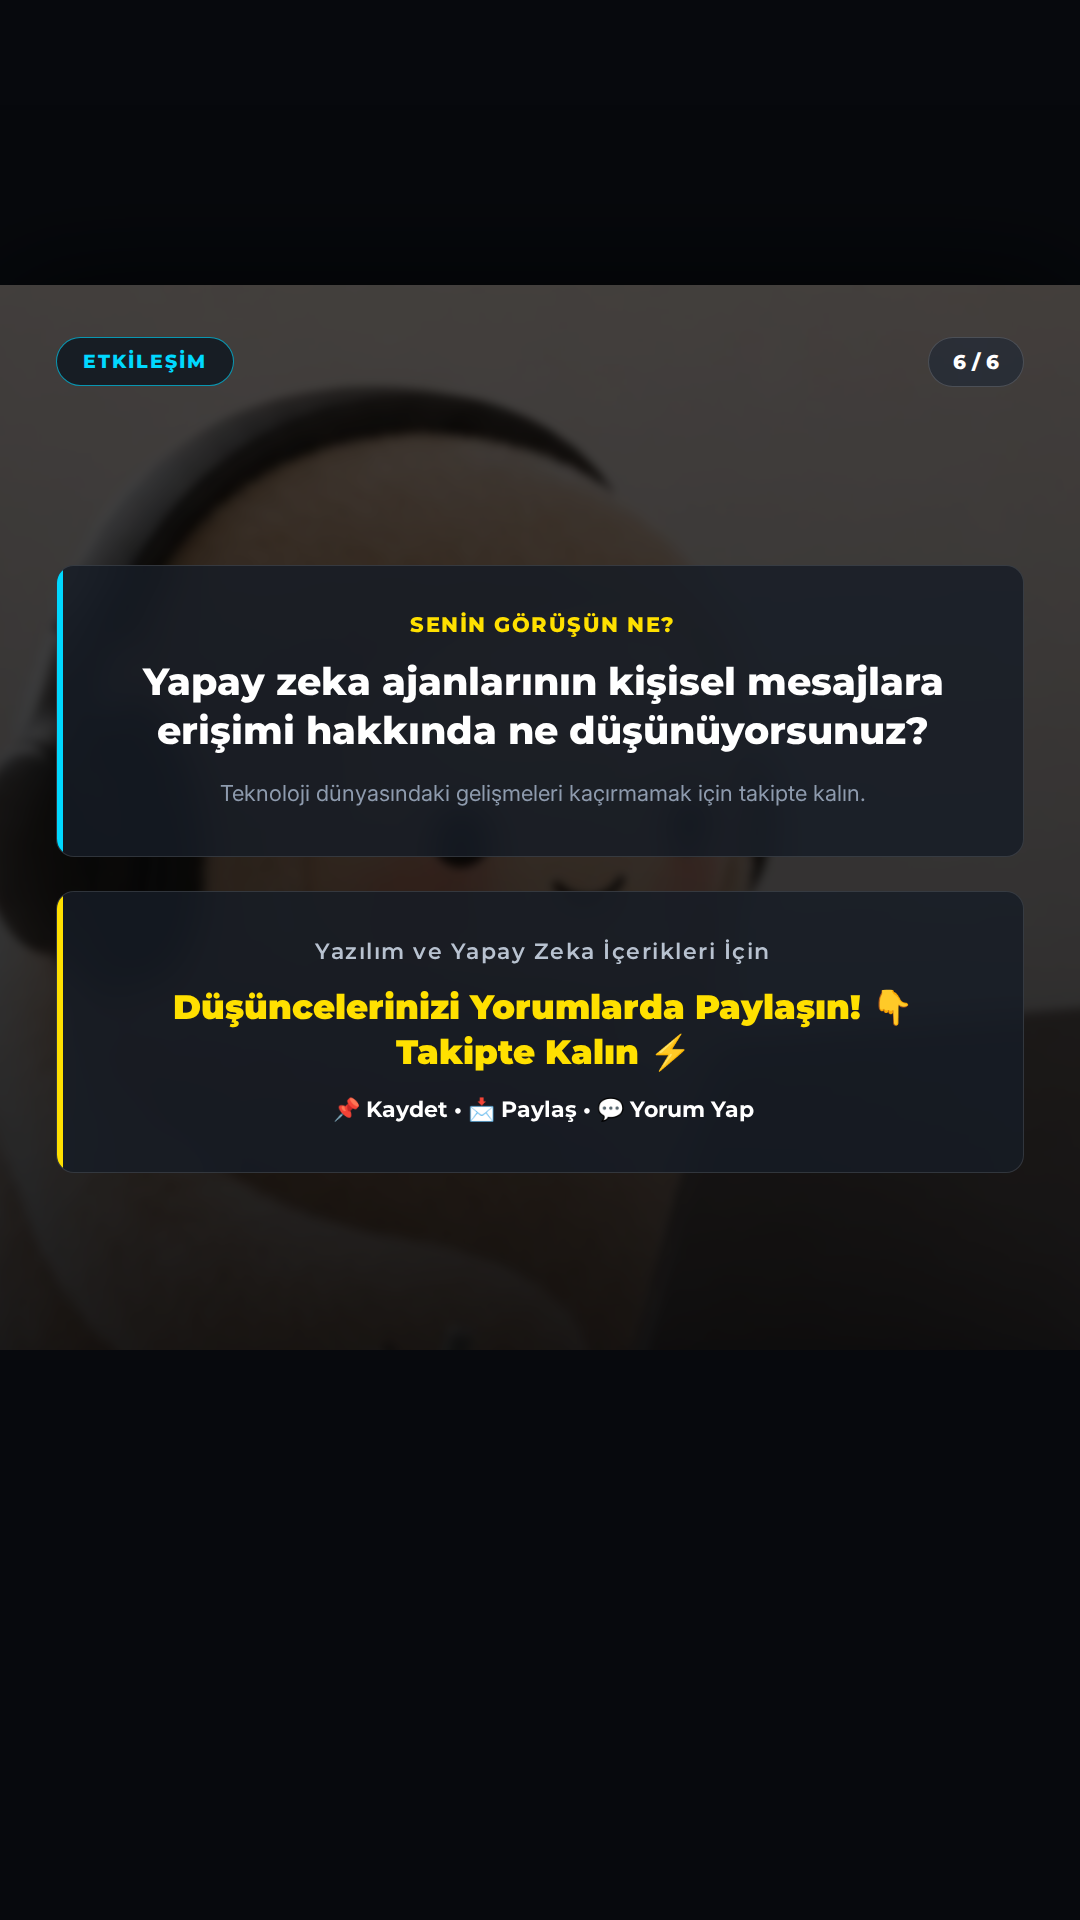 ETKİLEŞİM
6 / 6
SENİN GÖRÜŞÜN NE?
Yapay zeka ajanlarının kişisel mesajlara
erişimi hakkında ne düşünüyorsunuz?
Teknoloji dünyasındaki gelişmeleri kaçırmamak için takipte kalın.
Yazılım ve Yapay Zeka İçerikleri İçin
Düşüncelerinizi Yorumlarda Paylaşın! 👇
Takipte Kalın ⚡
📌 Kaydet • 📩 Paylaş • 💬 Yorum Yap